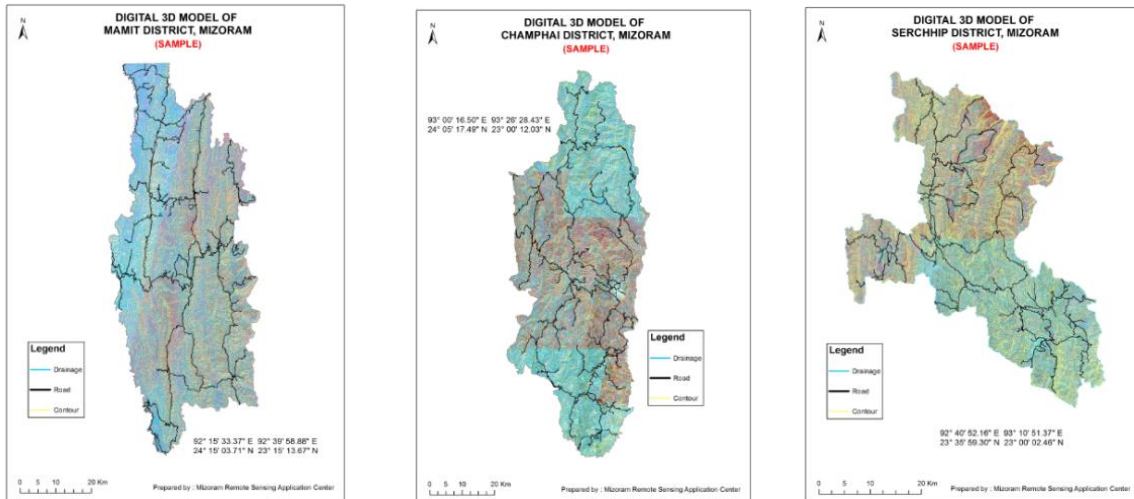 N
DIGITAL 3D MODEL OF
MAMIT DISTRICT, MIZORAM
(SAMPLE)
Legend
Drainage
Road
Contour
92° 15' 33.37" E 92° 39' 58.88" E
24° 15' 03.71" N 23° 15' 13.67" N
0 5 10 20 Km
Prepared by : Mizoram Remote Sensing Application Center
N
DIGITAL 3D MODEL OF
CHAMPHAI DISTRICT, MIZORAM
(SAMPLE)
93° 00' 16.50" E 93° 26' 28.43" E
24° 05' 17.49" N 23° 00' 12.03" N
Legend
Drainage
Road
Contour
0 5 10 20 Km
Prepared by : Mizoram Remote Sensing Application Center
N
DIGITAL 3D MODEL OF
SERCHHIP DISTRICT, MIZORAM
(SAMPLE)
Legend
Drainage
Road
Contour
92° 40' 52.16" E 93° 10' 51.37" E
23° 35' 59.30" N 23° 00' 02.46" N
0 5 10 20 Km
Prepared by : Mizoram Remote Sensing Application Center